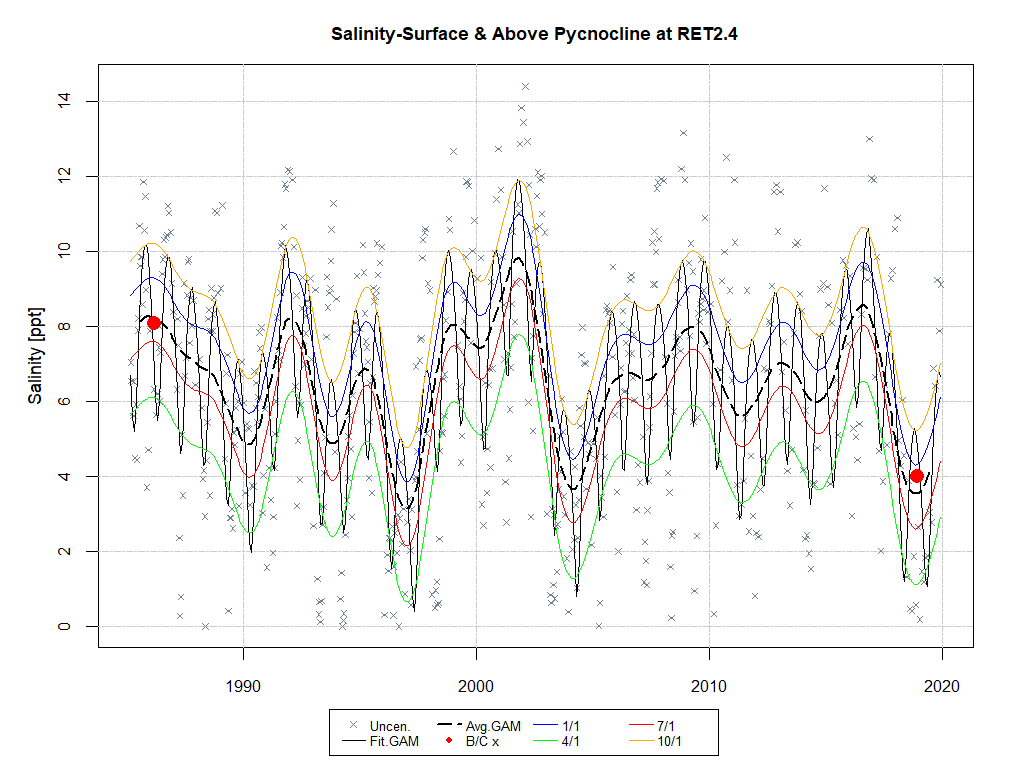 Salinity-Surface & Above Pycnocline at RET2.4
Salinity [ppt]
14
12
10
8
6
4
2
0
1990 2000 2010 2020
Uncen. Avg.GAM 1/1 7/1
Fit.GAM B/C x 4/1 10/1